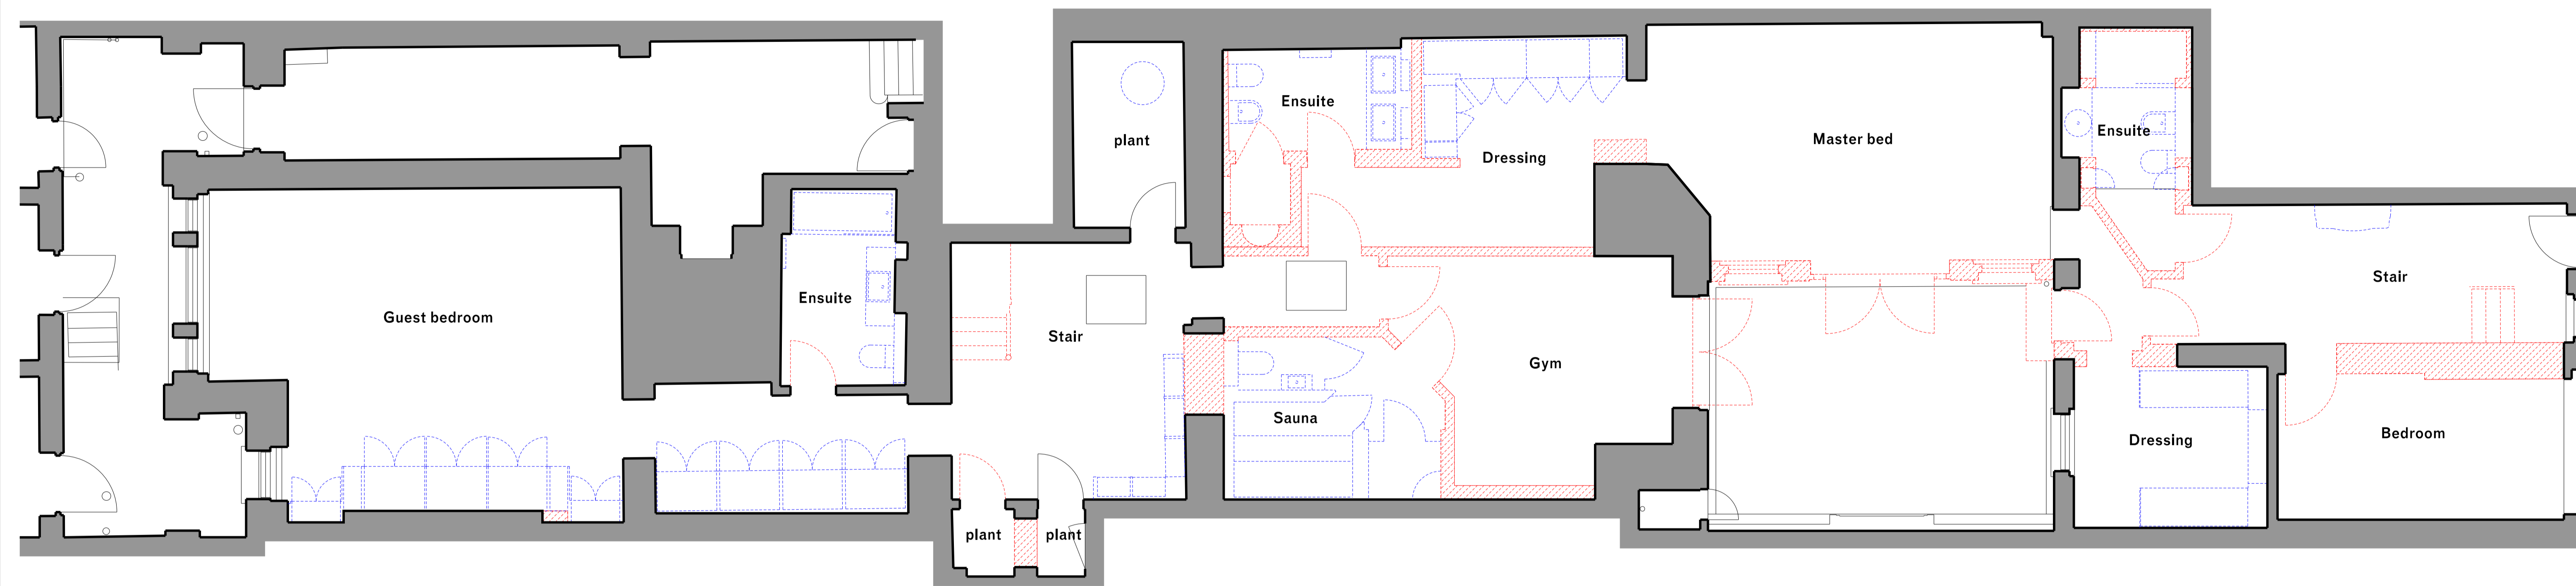 Guest bedroom
Ensuite
plant
Stair
plant
plant
Ensuite
Dressing
Sauna
Gym
Master bed
Ensuite
Dressing
Stair
Bedroom